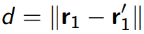 d = ‖r₁ − r′₁‖